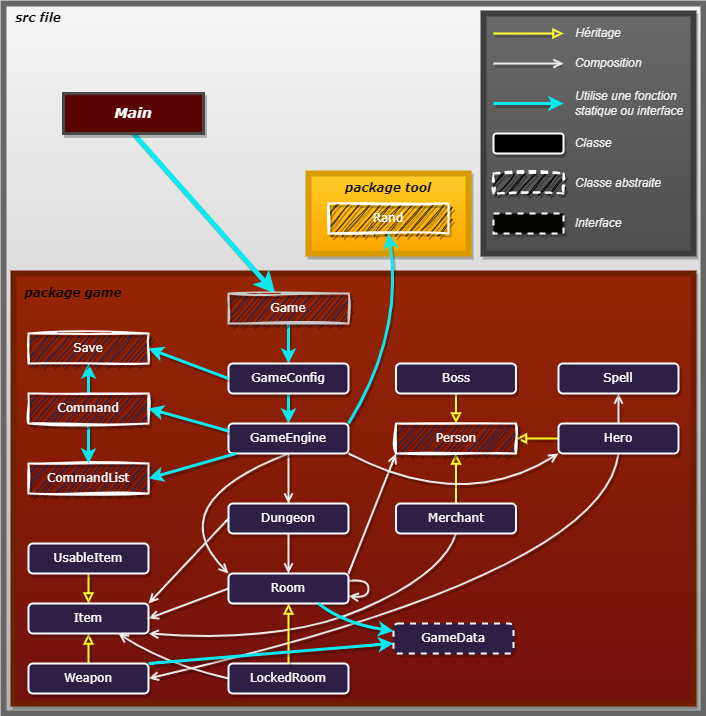 src file
Héritage
Composition
Utilise une fonction
statique ou interface
Classe
Classe abstraite
Interface
Main
package tool
Rand
package game
Game
Save
GameConfig
Boss
Spell
Command
GameEngine
Person
Hero
CommandList
Dungeon
Merchant
UsableItem
Room
Item
GameData
Weapon
LockedRoom